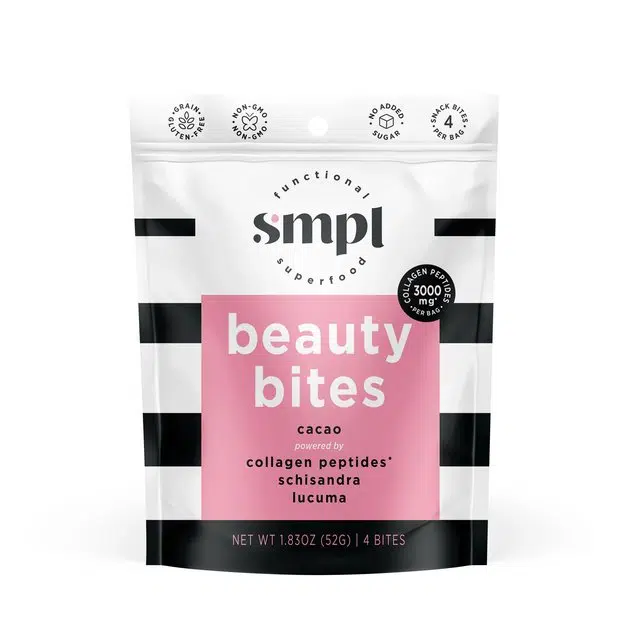 •GRAIN•
GLUTEN-FREE
NON-GMO
NON-GMO
NO ADDED
SUGAR
SNACK BITES
4
PER BAG
functional
smpl
superfood
COLLAGEN PEPTIDES
3000
mg*
•PER BAG•
beauty
bites
cacao
powered by
collagen peptides*
schisandra
lucuma
NET WT 1.83OZ (52G) | 4 BITES